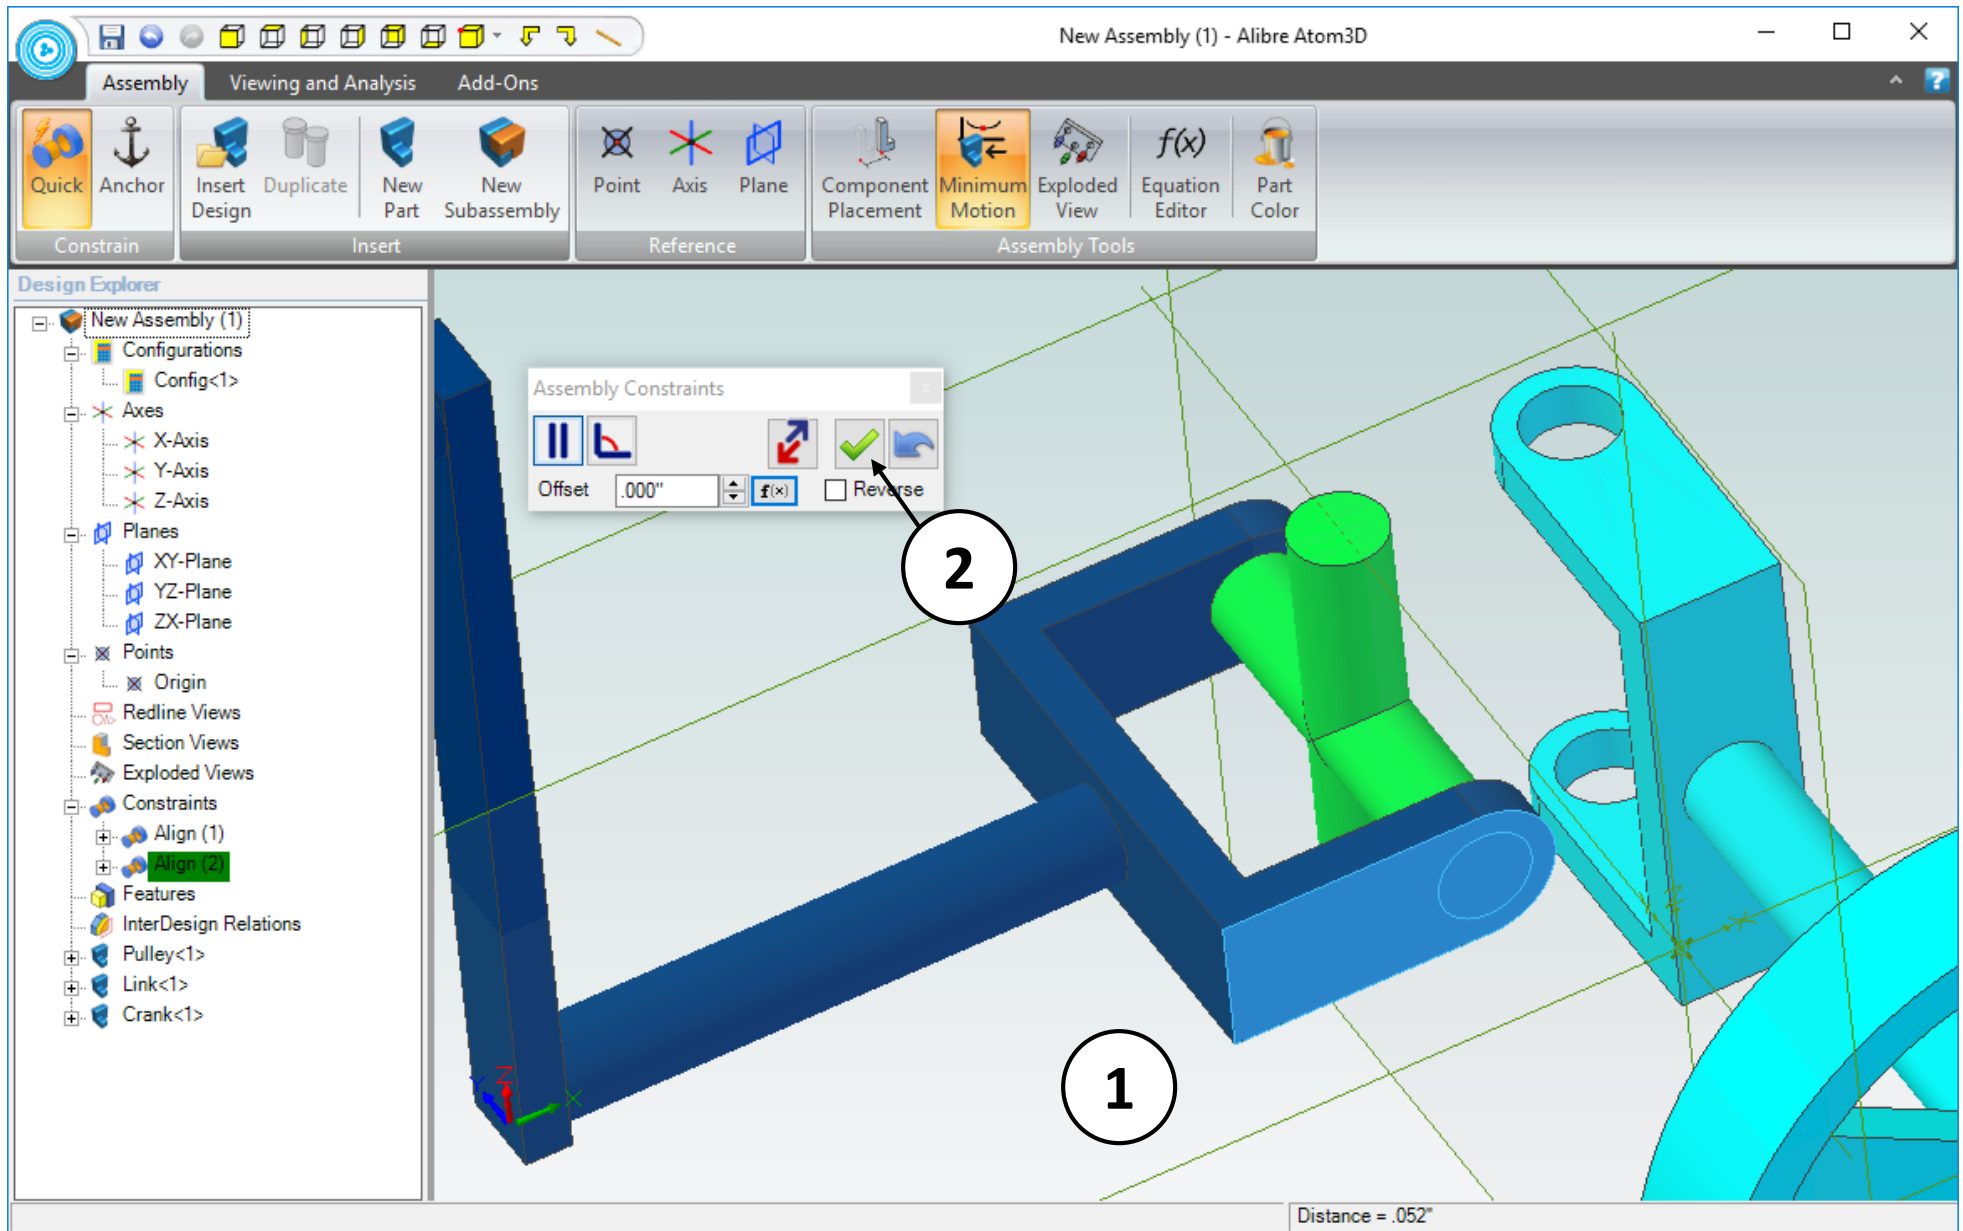 New Assembly (1) - Alibre Atom3D
Assembly
Viewing and Analysis
Add-Ons
?
Quick
Anchor
Insert
Design
Duplicate
New
Part
New
Subassembly
Point
Axis
Plane
Component
Placement
Minimum
Motion
Exploded
View
f(x)
Equation
Editor
Part
Color
Constrain
Insert
Reference
Assembly Tools
Design Explorer
New Assembly (1)
Configurations
Config<1>
Axes
X-Axis
Y-Axis
Z-Axis
Planes
XY-Plane
YZ-Plane
ZX-Plane
Points
Origin
Redline Views
Section Views
Exploded Views
Constraints
Align (1)
Align (2)
Features
InterDesign Relations
Pulley<1>
Link<1>
Crank<1>
Assembly Constraints
Offset
.000"
f(x)
Reverse
2
1
Z
Y
X
Distance = .052"